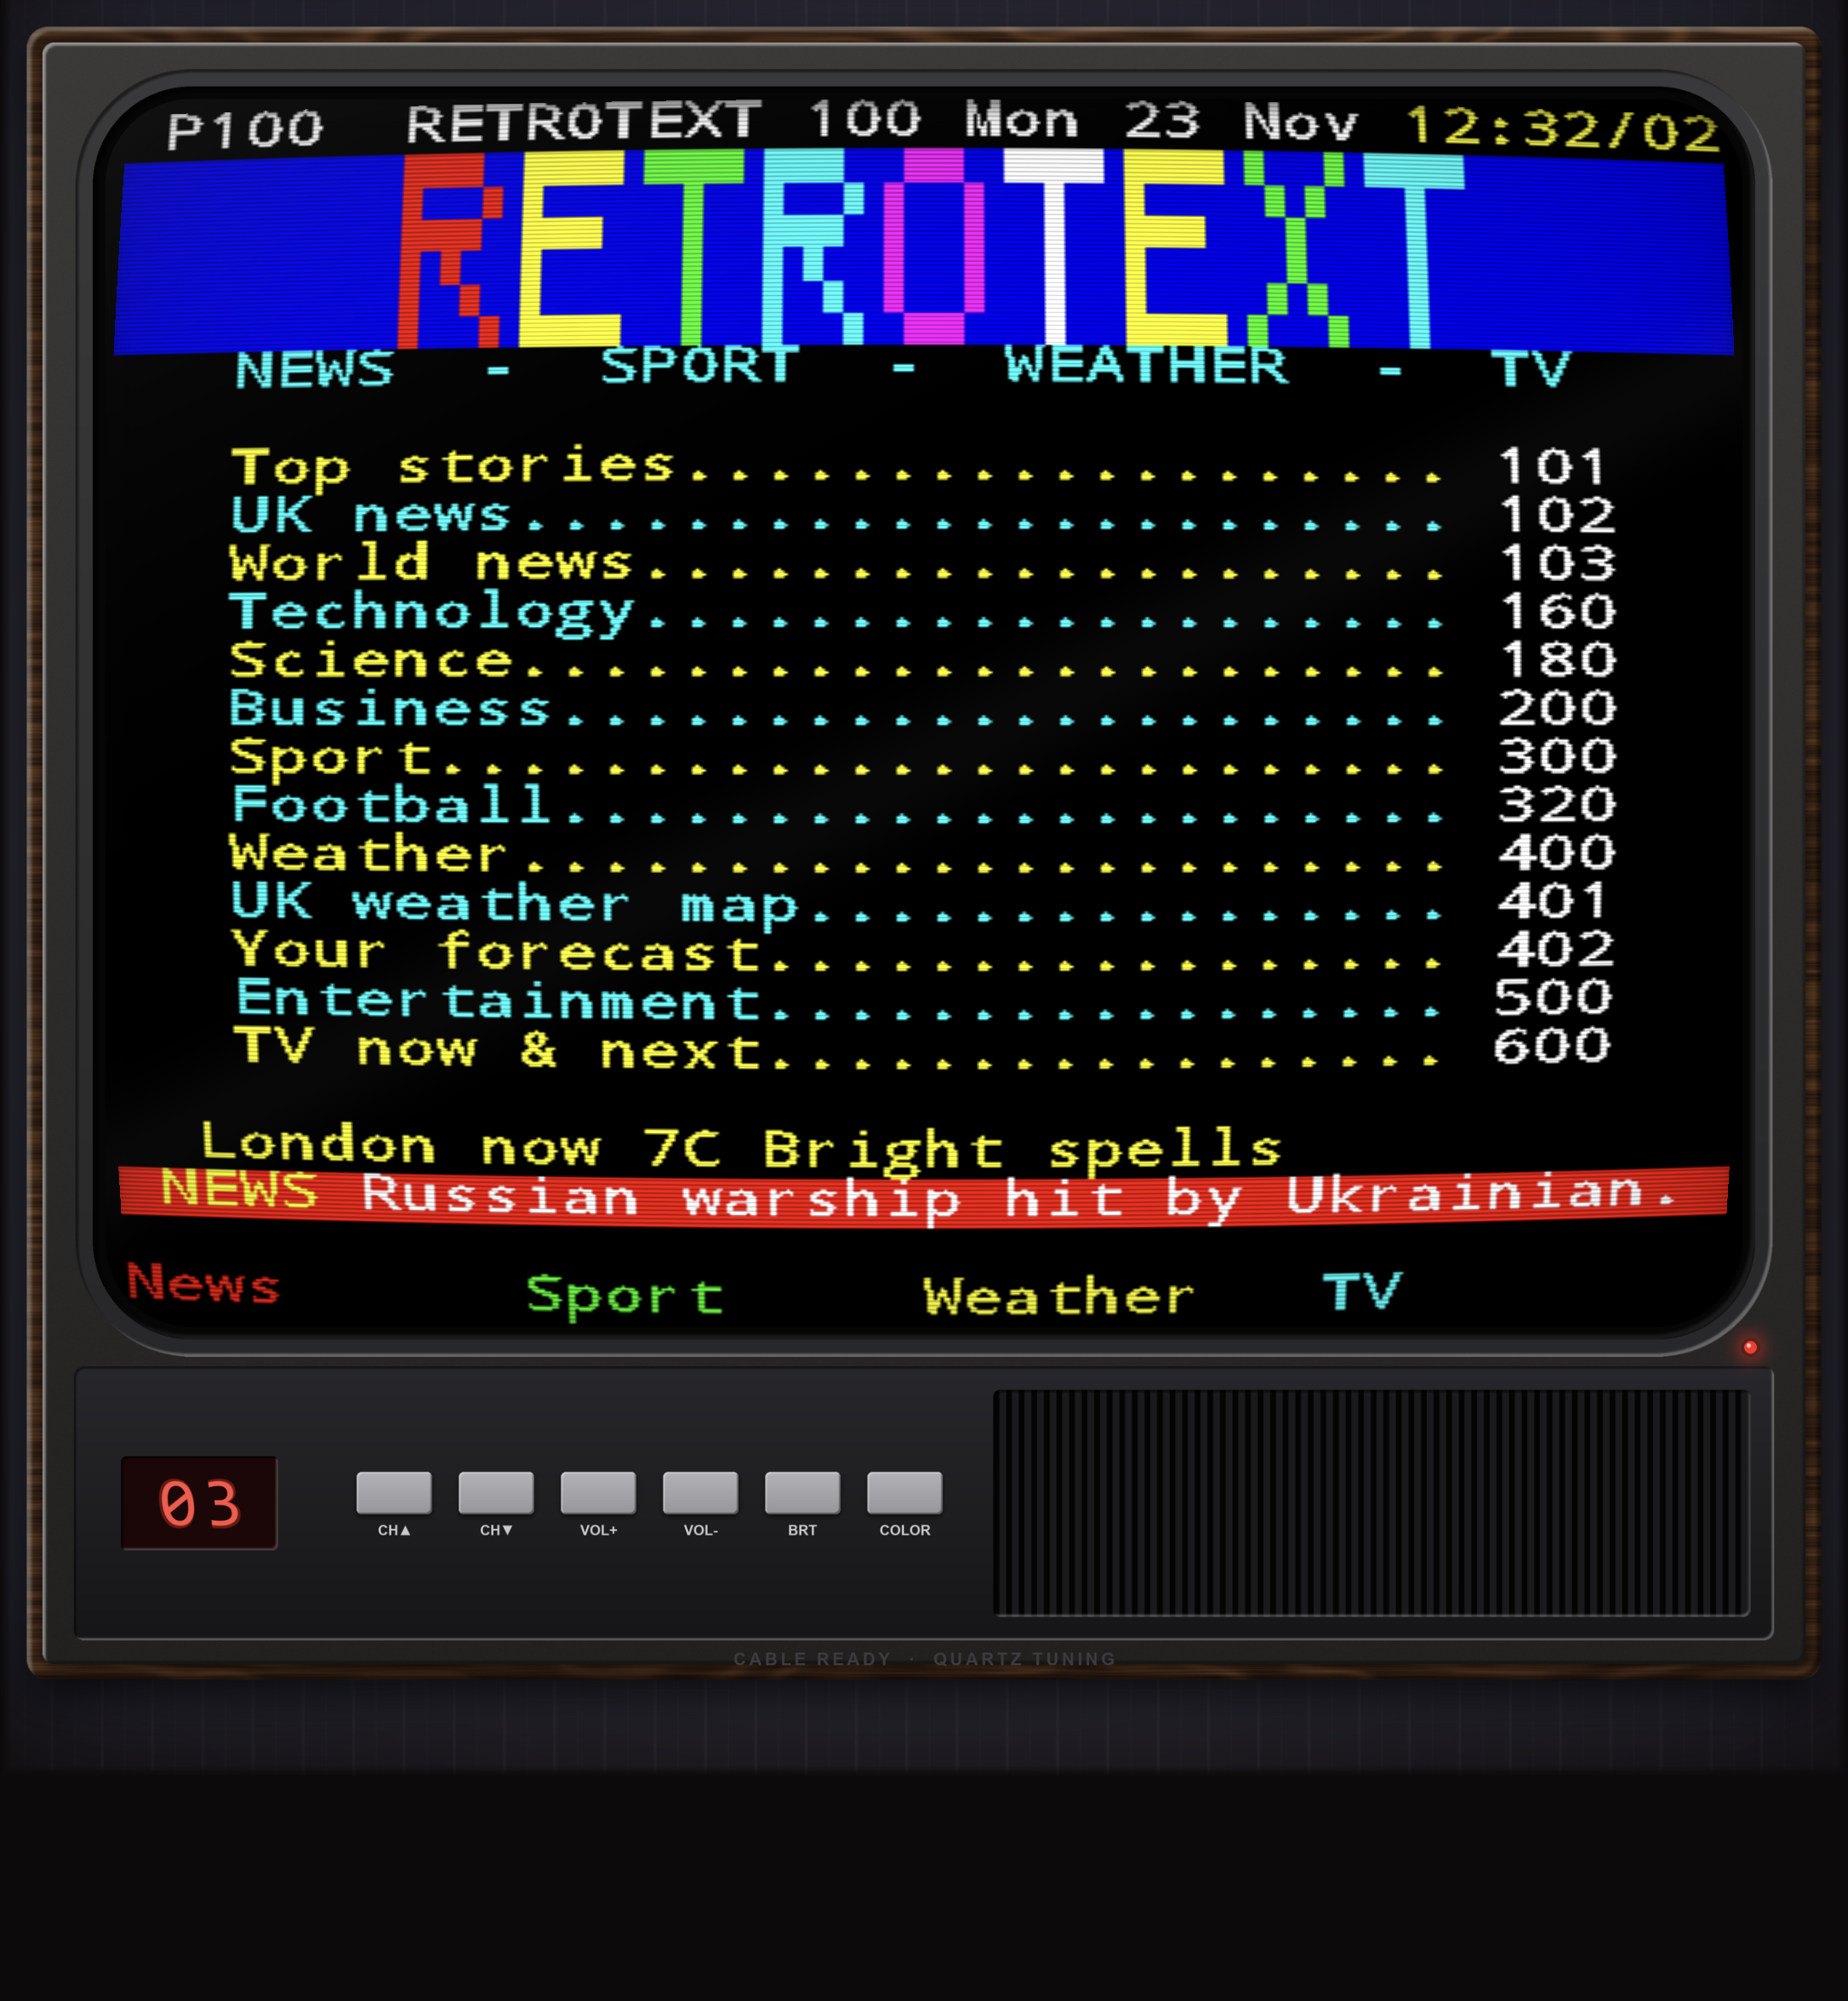 P100 RETROTEXT 100 Mon 23 Nov 12:32/02
RETROTEXT
NEWS - SPORT - WEATHER - TV
Top stories................... 101
UK news....................... 102
World news.................... 103
Technology.................... 160
Science....................... 180
Business...................... 200
Sport......................... 300
Football...................... 320
Weather....................... 400
UK weather map................ 401
Your forecast................. 402
Entertainment................. 500
TV now & next................. 600
London now 7C Bright spells
NEWS Russian warship hit by Ukrainian.
News Sport Weather TV
03
CH▲ CH▼ VOL+ VOL- BRT COLOR
CABLE READY · QUARTZ TUNING